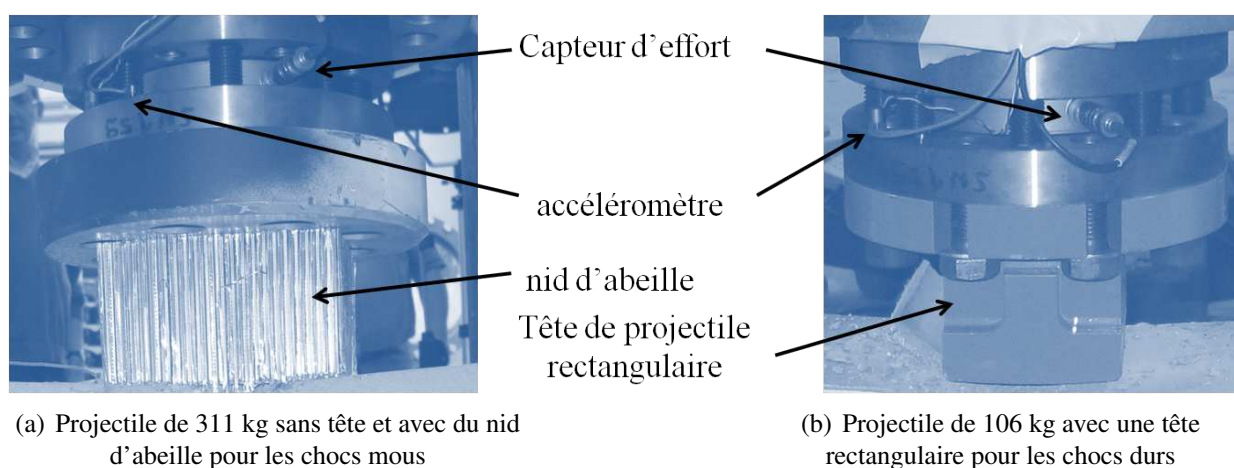 Capteur d'effort
accéléromètre
nid d'abeille
Tête de projectile
rectangulaire
(a) Projectile de 311 kg sans tête et avec du nid
d'abeille pour les chocs mous
(b) Projectile de 106 kg avec une tête
rectangulaire pour les chocs durs